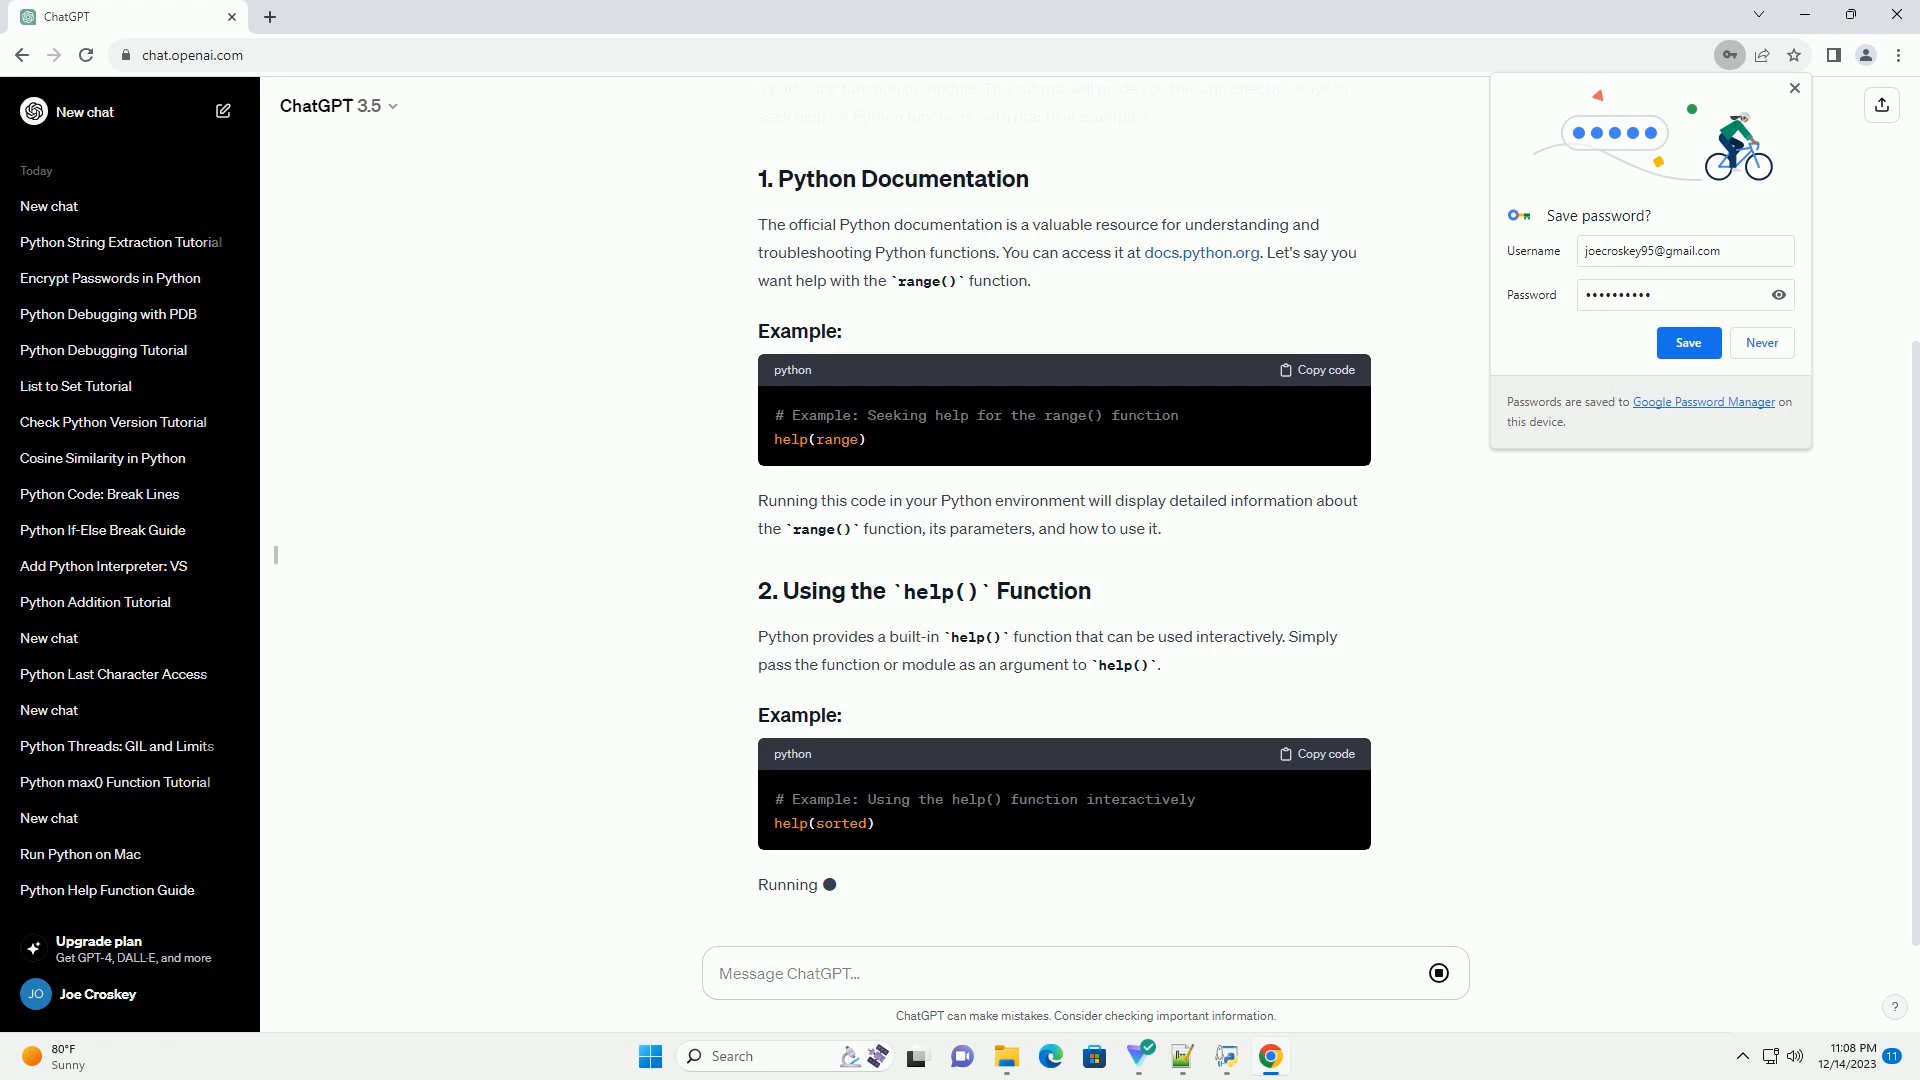 ChatGPT
chat.openai.com
New chat
Today
New chat
Python String Extraction Tutorial
Encrypt Passwords in Python
Python Debugging with PDB
Python Debugging Tutorial
List to Set Tutorial
Check Python Version Tutorial
Cosine Similarity in Python
Python Code: Break Lines
Python If-Else Break Guide
Add Python Interpreter: VS
Python Addition Tutorial
New chat
Python Last Character Access
New chat
Python Threads: GIL and Limits
Python max() Function Tutorial
New chat
Run Python on Mac
Python Help Function Guide
Upgrade plan
Get GPT-4, DALL·E, and more
JO Joe Croskey
ChatGPT 3.5
1. Python Documentation
The official Python documentation is a valuable resource for understanding and
troubleshooting Python functions. You can access it at docs.python.org. Let's say you
want help with the `range()` function.
Example:
python Copy code
# Example: Seeking help for the range() function
help(range)
Running this code in your Python environment will display detailed information about
the `range()` function, its parameters, and how to use it.
2. Using the `help()` Function
Python provides a built-in `help()` function that can be used interactively. Simply
pass the function or module as an argument to `help()`.
Example:
python Copy code
# Example: Using the help() function interactively
help(sorted)
Running
Message ChatGPT...
ChatGPT can make mistakes. Consider checking important information.
?
Save password?
Username joecroskey95@gmail.com
Password ••••••••••
Save Never
Passwords are saved to Google Password Manager on
this device.
80°F
Sunny
Search
11:08 PM
12/14/2023
11